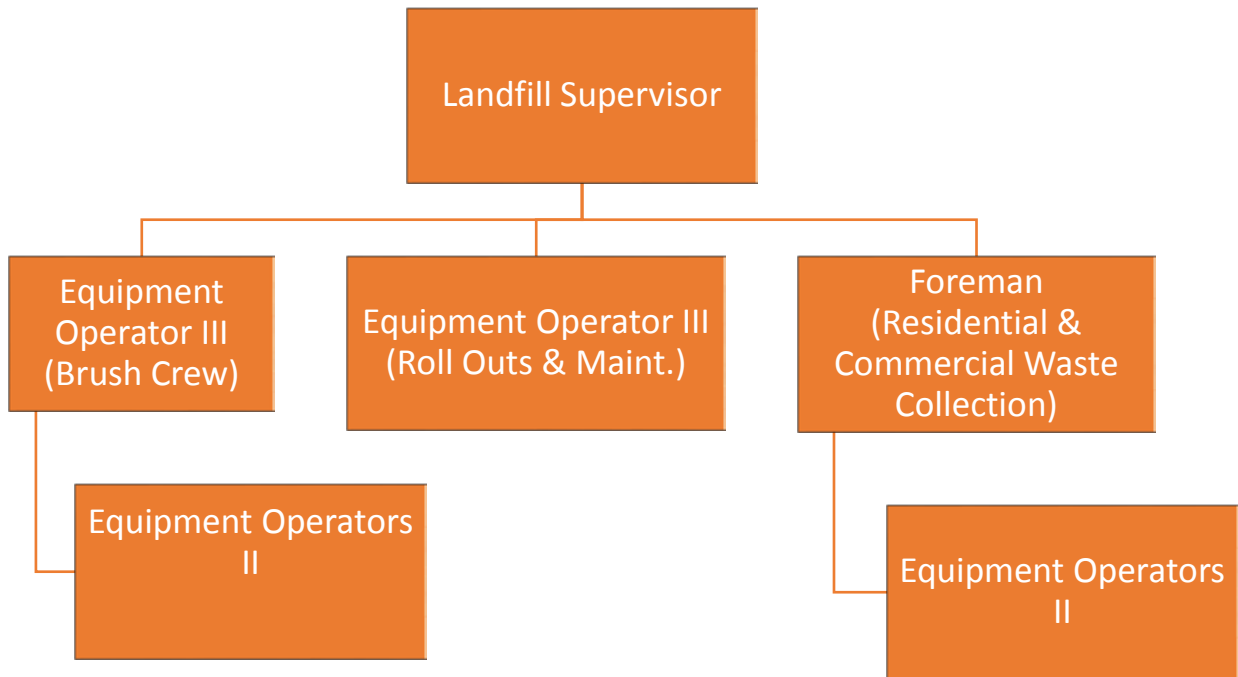 Landfill Supervisor
Equipment
Operator III
(Brush Crew)
Equipment Operator III
(Roll Outs & Maint.)
Foreman
(Residential &
Commercial Waste
Collection)
Equipment Operators
II
Equipment Operators
II